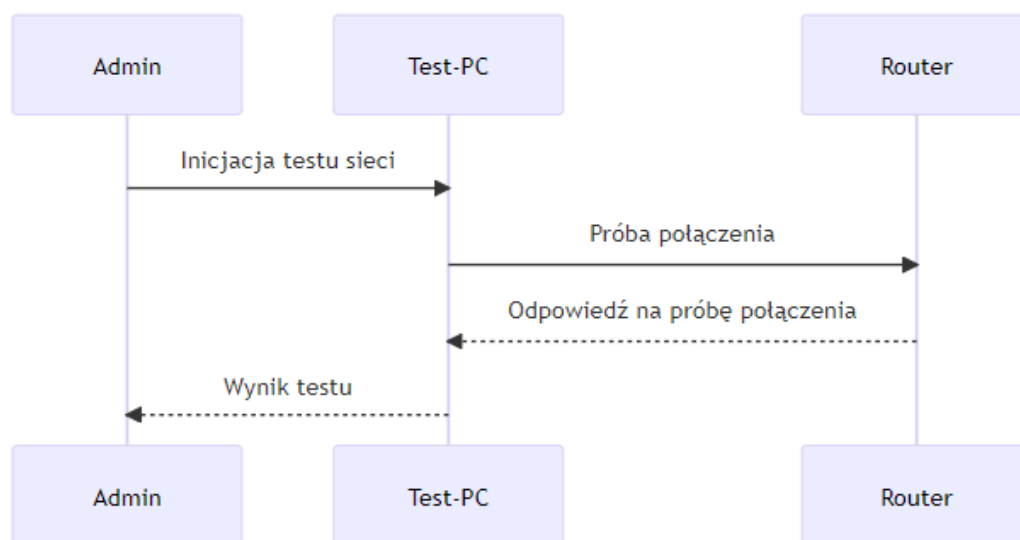 Admin
Test-PC
Router
Inicjacja testu sieci
Próba połączenia
Odpowiedź na próbę połączenia
Wynik testu
Admin
Test-PC
Router